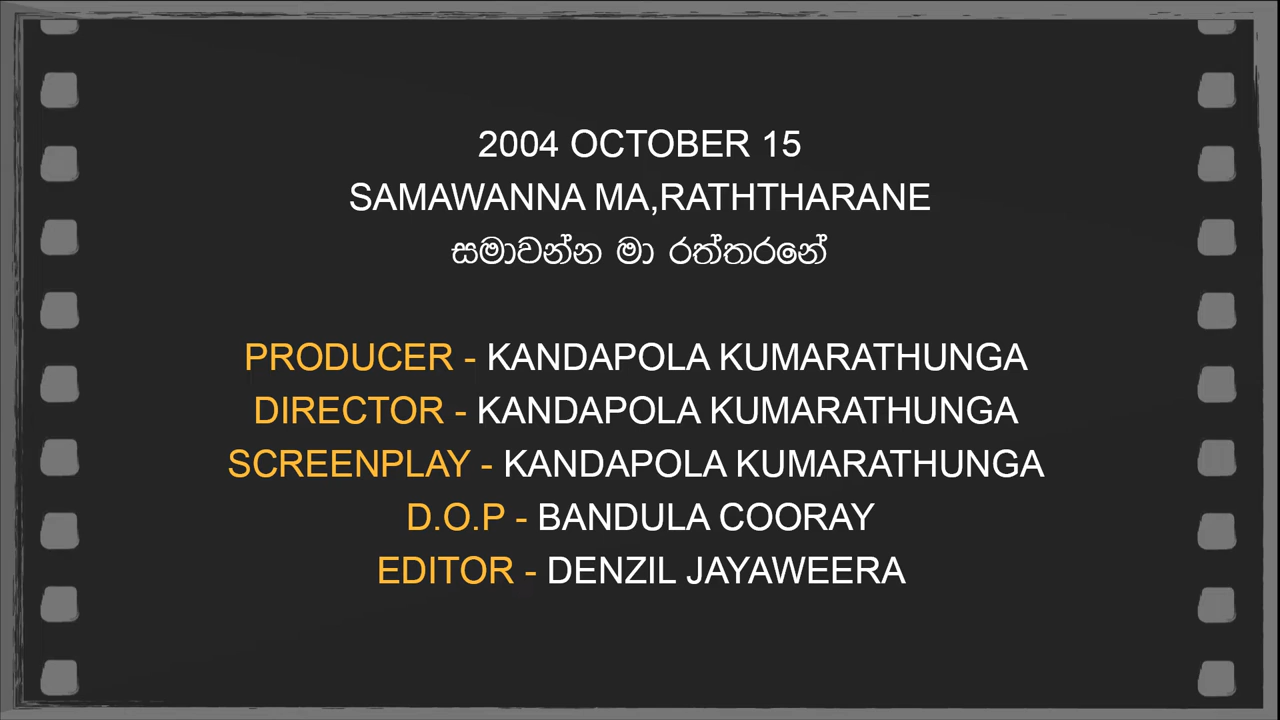 2004 OCTOBER 15
SAMAWANNA MA,RATHTHARANE
සමාවන්න මා රත්තරනේ
PRODUCER - KANDAPOLA KUMARATHUNGA
DIRECTOR - KANDAPOLA KUMARATHUNGA
SCREENPLAY - KANDAPOLA KUMARATHUNGA
D.O.P - BANDULA COORAY
EDITOR - DENZIL JAYAWEERA